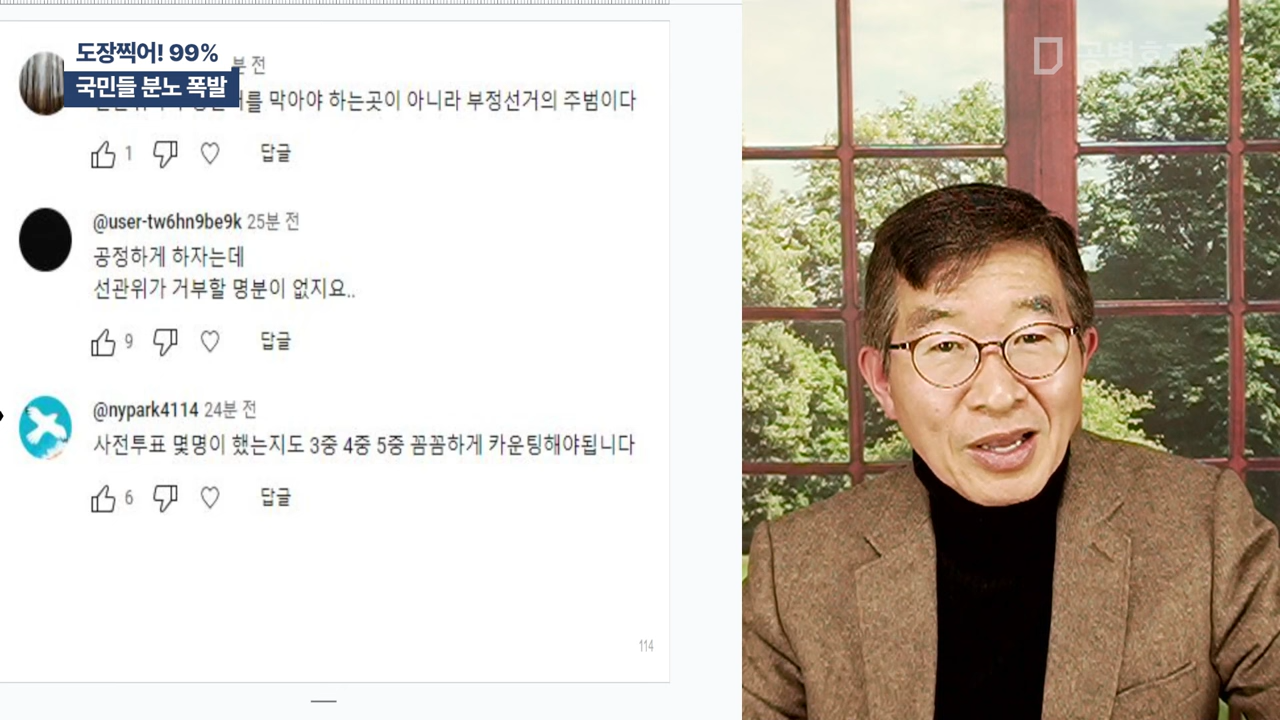 도장찍어! 99%
국민들 분노 폭발
분 전
막아야 하는곳이 아니라 부정선거의 주범이다
1 답글
@user-tw6hn9be9k 25분 전
공정하게 하자는데
선관위가 거부할 명분이 없지요..
9 답글
@nypark4114 24분 전
사전투표 몇명이 했는지도 3중 4중 5중 꼼꼼하게 카운팅해야됩니다
6 답글
114